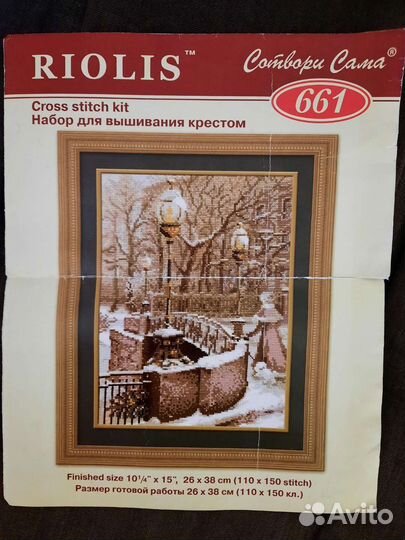 RIOLIS™
Сотвори Сама®
661
Cross stitch kit
Набор для вышивания крестом
Finished size 10¹/₄" x 15", 26 x 38 cm (110 x 150 stitch)
Размер готовой работы 26 x 38 см (110 x 150 кл.)
Avito